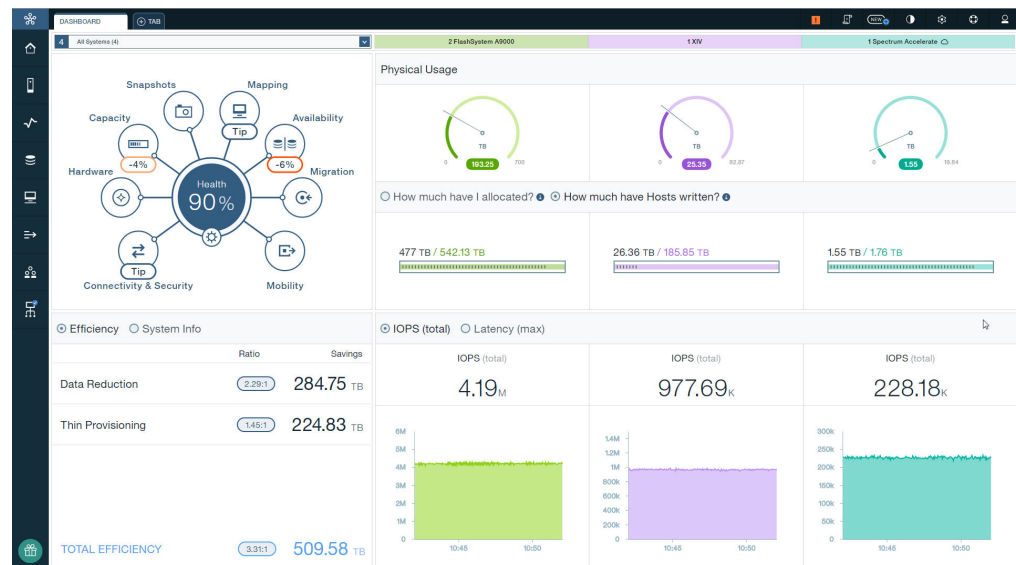 DASHBOARD
TAB
1
NEW
4 All Systems (4)
2 FlashSystem A9000
1 XIV
1 Spectrum Accelerate
Snapshots
Mapping
Capacity
Tip
Availability
-4%
-6%
Hardware
Migration
Health
90%
Tip
Connectivity & Security
Mobility
Physical Usage
TB
0
193.25
700
TB
0
25.35
92.87
TB
0
1.55
How much have I allocated?
How much have Hosts written?
477 TB / 542.13 TB
26.36 TB / 185.85 TB
1.55 TB / 1.76 TB
Efficiency
System Info
Ratio
Savings
Data Reduction
2.29:1
284.75 TB
Thin Provisioning
1.45:1
224.83 TB
TOTAL EFFICIENCY
3.31:1
509.58 TB
IOPS (total)
Latency (max)
IOPS (total)
4.19M
6M
5M
4M
3M
2M
1M
0
10:45
10:50
IOPS (total)
977.69K
1.4M
1.2M
1M
800k
600k
400k
200k
0
10:45
10:50
IOPS (total)
228.18K
300k
250k
200k
150k
100k
50k
0
10:45
10:50